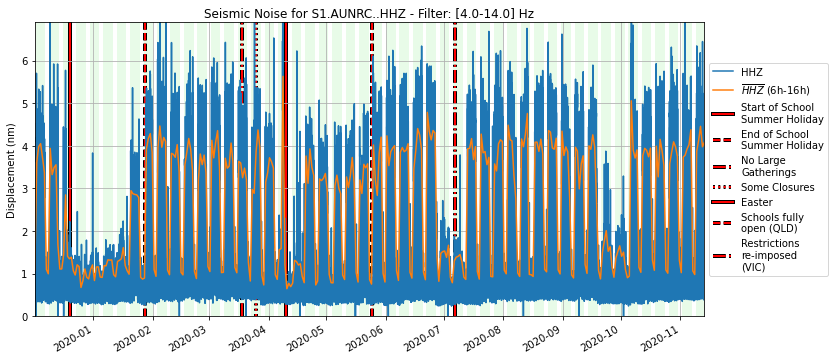 Seismic Noise for S1.AUNRC..HHZ - Filter: [4.0-14.0] Hz
Displacement (nm)
6
5
4
3
2
1
0
2020-01
2020-02
2020-03
2020-04
2020-05
2020-06
2020-07
2020-08
2020-09
2020-10
2020-11
HHZ
HHZ (6h-16h)
Start of School
Summer Holiday
End of School
Summer Holiday
No Large
Gatherings
Some Closures
Easter
Schools fully
open (QLD)
Restrictions
re-imposed
(VIC)